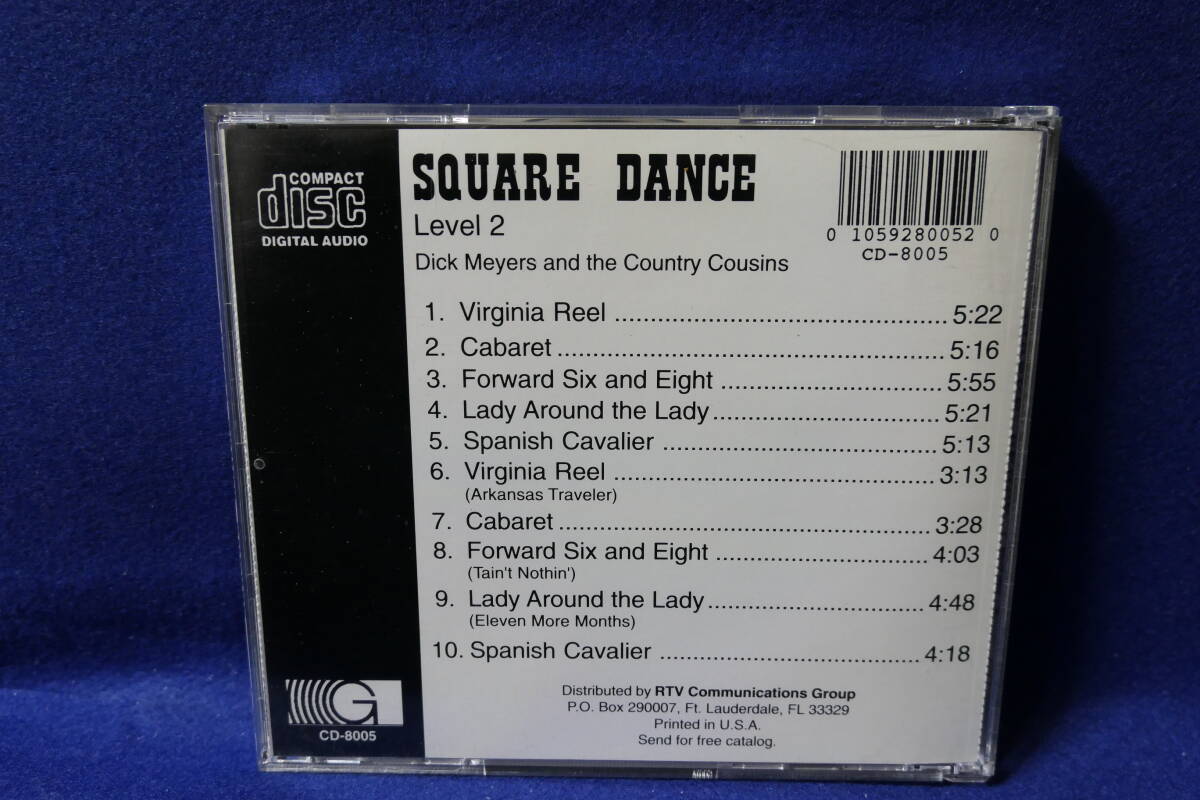 COMPACT
disc
DIGITAL AUDIO
SQUARE DANCE
Level 2
Dick Meyers and the Country Cousins
0 1059280052 0
CD-8005
1. Virginia Reel ................ 5:22
2. Cabaret ................ 5:16
3. Forward Six and Eight ................ 5:55
4. Lady Around the Lady ................ 5:21
5. Spanish Cavalier ................ 5:13
6. Virginia Reel ................ 3:13
(Arkansas Traveler)
7. Cabaret ................ 3:28
8. Forward Six and Eight ................ 4:03
(Tain't Nothin')
9. Lady Around the Lady ................ 4:48
(Eleven More Months)
10. Spanish Cavalier ................ 4:18
G
CD-8005
Distributed by RTV Communications Group
P.O. Box 290007, Ft. Lauderdale, FL 33329
Printed in U.S.A.
Send for free catalog.